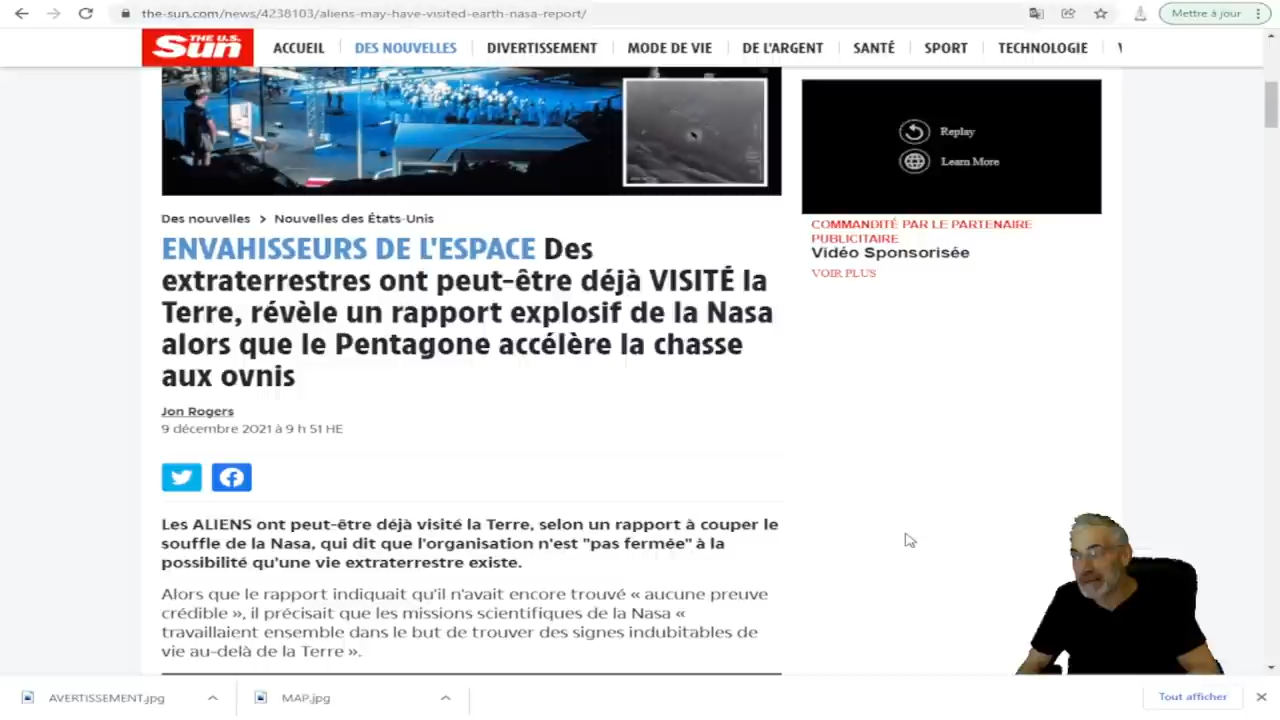 the-sun.com/news/4238103/aliens-may-have-visited-earth-nasa-report/
Mettre à jour
THE U.S. Sun
ACCUEIL
DES NOUVELLES
DIVERTISSEMENT
MODE DE VIE
DE L'ARGENT
SANTÉ
SPORT
TECHNOLOGIE
Replay
Learn More
COMMANDITÉ PAR LE PARTENAIRE
PUBLICITAIRE
Vidéo Sponsorisée
VOIR PLUS
Des nouvelles > Nouvelles des États-Unis
ENVAHISSEURS DE L'ESPACE Des
extraterrestres ont peut-être déjà VISITÉ la
Terre, révèle un rapport explosif de la Nasa
alors que le Pentagone accélère la chasse
aux ovnis
Jon Rogers
9 décembre 2021 à 9 h 51 HE
Les ALIENS ont peut-être déjà visité la Terre, selon un rapport à couper le
souffle de la Nasa, qui dit que l'organisation n'est "pas fermée" à la
possibilité qu'une vie extraterrestre existe.
Alors que le rapport indiquait qu'il n'avait encore trouvé « aucune preuve
crédible », il précisait que les missions scientifiques de la Nasa «
travaillaient ensemble dans le but de trouver des signes indubitables de
vie au-delà de la Terre ».
AVERTISSEMENT.jpg
MAP.jpg
Tout afficher